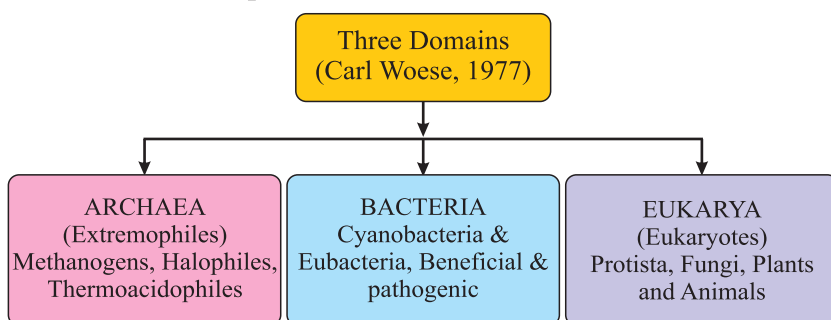 Three Domains
(Carl Woese, 1977)
ARCHAEA
(Extremophiles)
Methanogens, Halophiles,
Thermoacidophiles
BACTERIA
Cyanobacteria &
Eubacteria, Beneficial &
pathogenic
EUKARYA
(Eukaryotes)
Protista, Fungi, Plants
and Animals